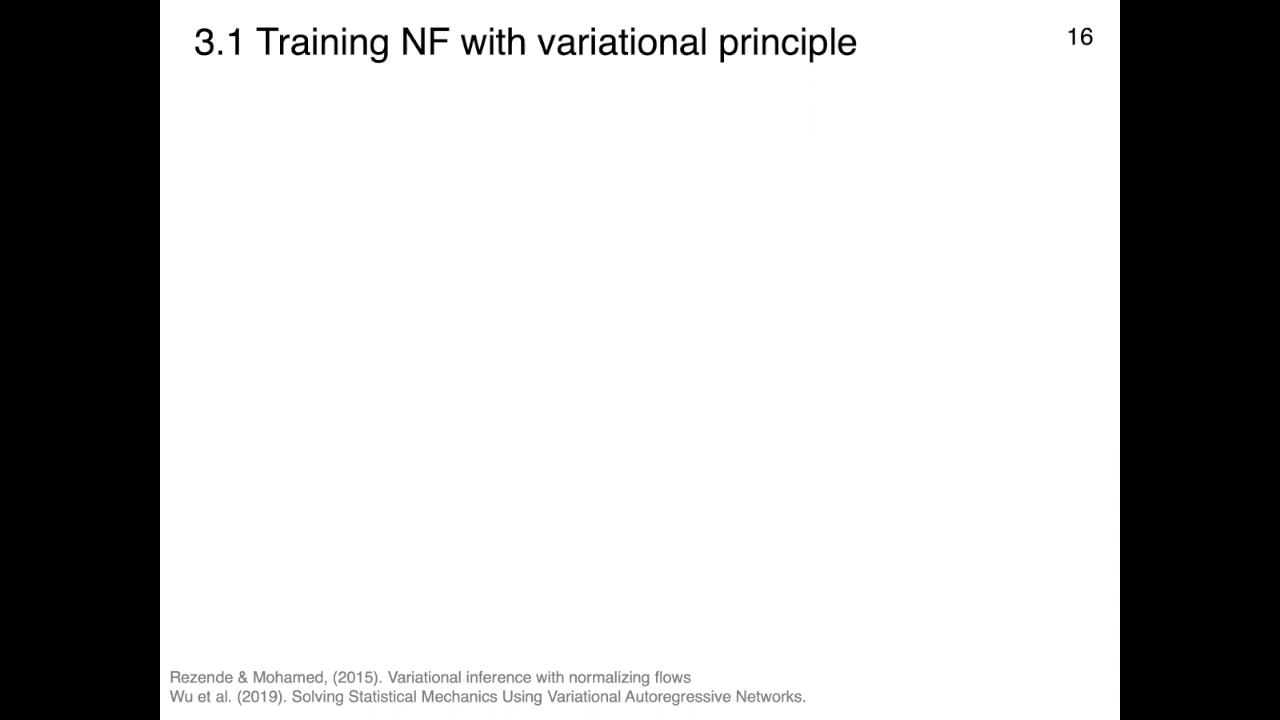 3.1 Training NF with variational principle
16
Rezende & Mohamed, (2015). Variational inference with normalizing flows
Wu et al. (2019). Solving Statistical Mechanics Using Variational Autoregressive Networks.